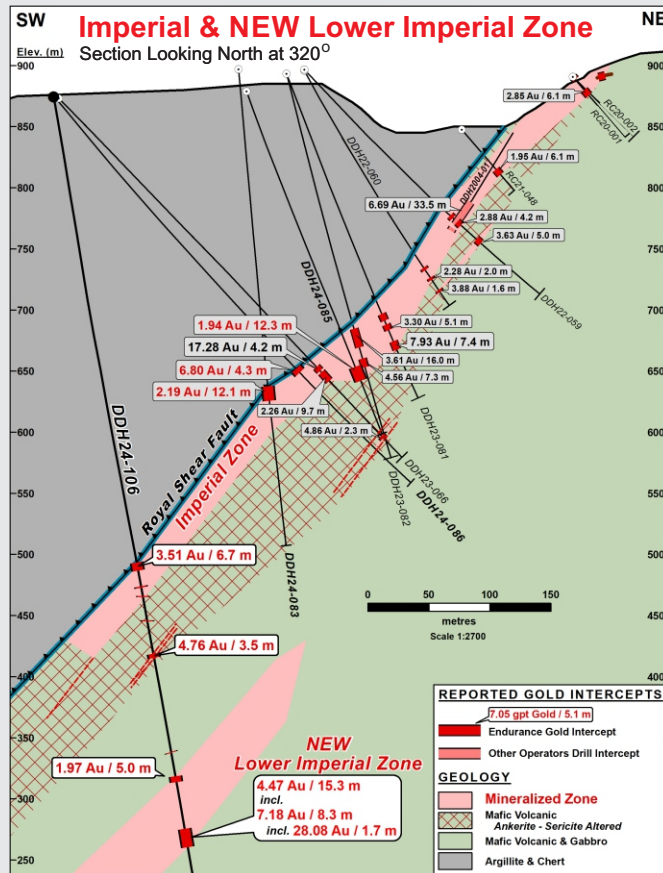 SW
Imperial & NEW Lower Imperial Zone
NE
Elev. (m)
Section Looking North at 320°
900
900
850
850
800
800
750
750
700
700
650
650
600
600
550
550
500
500
450
450
400
400
350
300
250
2.85 Au / 6.1 m
RC20-002
RC20-001
DDH22-060
1.95 Au / 6.1 m
DDH2004-01
RC21-048
6.69 Au / 33.5 m
2.88 Au / 4.2 m
3.63 Au / 5.0 m
DDH24-085
2.28 Au / 2.0 m
3.88 Au / 1.6 m
DDH22-059
1.94 Au / 12.3 m
3.30 Au / 5.1 m
17.28 Au / 4.2 m
7.93 Au / 7.4 m
3.61 Au / 16.0 m
6.80 Au / 4.3 m
4.56 Au / 7.3 m
2.19 Au / 12.1 m
2.26 Au / 9.7 m
DDH24-106
4.86 Au / 2.3 m
DDH23-081
Royal Shear Fault
Imperial Zone
DDH23-066
DDH24-086
DDH23-082
3.51 Au / 6.7 m
DDH24-083
0 50 100 150
metres
Scale 1:2700
4.76 Au / 3.5 m
NEW
Lower Imperial Zone
1.97 Au / 5.0 m
4.47 Au / 15.3 m
incl.
7.18 Au / 8.3 m
incl. 28.08 Au / 1.7 m
REPORTED GOLD INTERCEPTS
7.05 gpt Gold / 5.1 m
Endurance Gold Intercept
Other Operators Drill Intercept
GEOLOGY
Mineralized Zone
Mafic Volcanic
Ankerite - Sericite Altered
Mafic Volcanic & Gabbro
Argillite & Chert